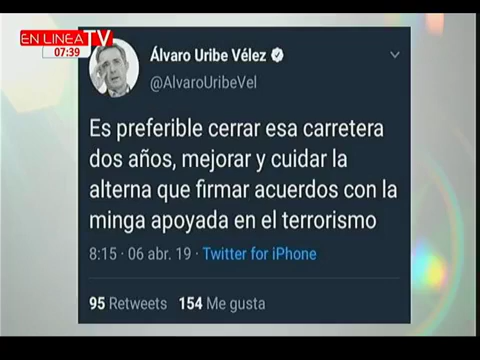 EN LINEA TV
07:39
Álvaro Uribe Vélez
@AlvaroUribeVel
Es preferible cerrar esa carretera
dos años, mejorar y cuidar la
alterna que firmar acuerdos con la
minga apoyada en el terrorismo
8:15 · 06 abr. 19 · Twitter for iPhone
95 Retweets 154 Me gusta